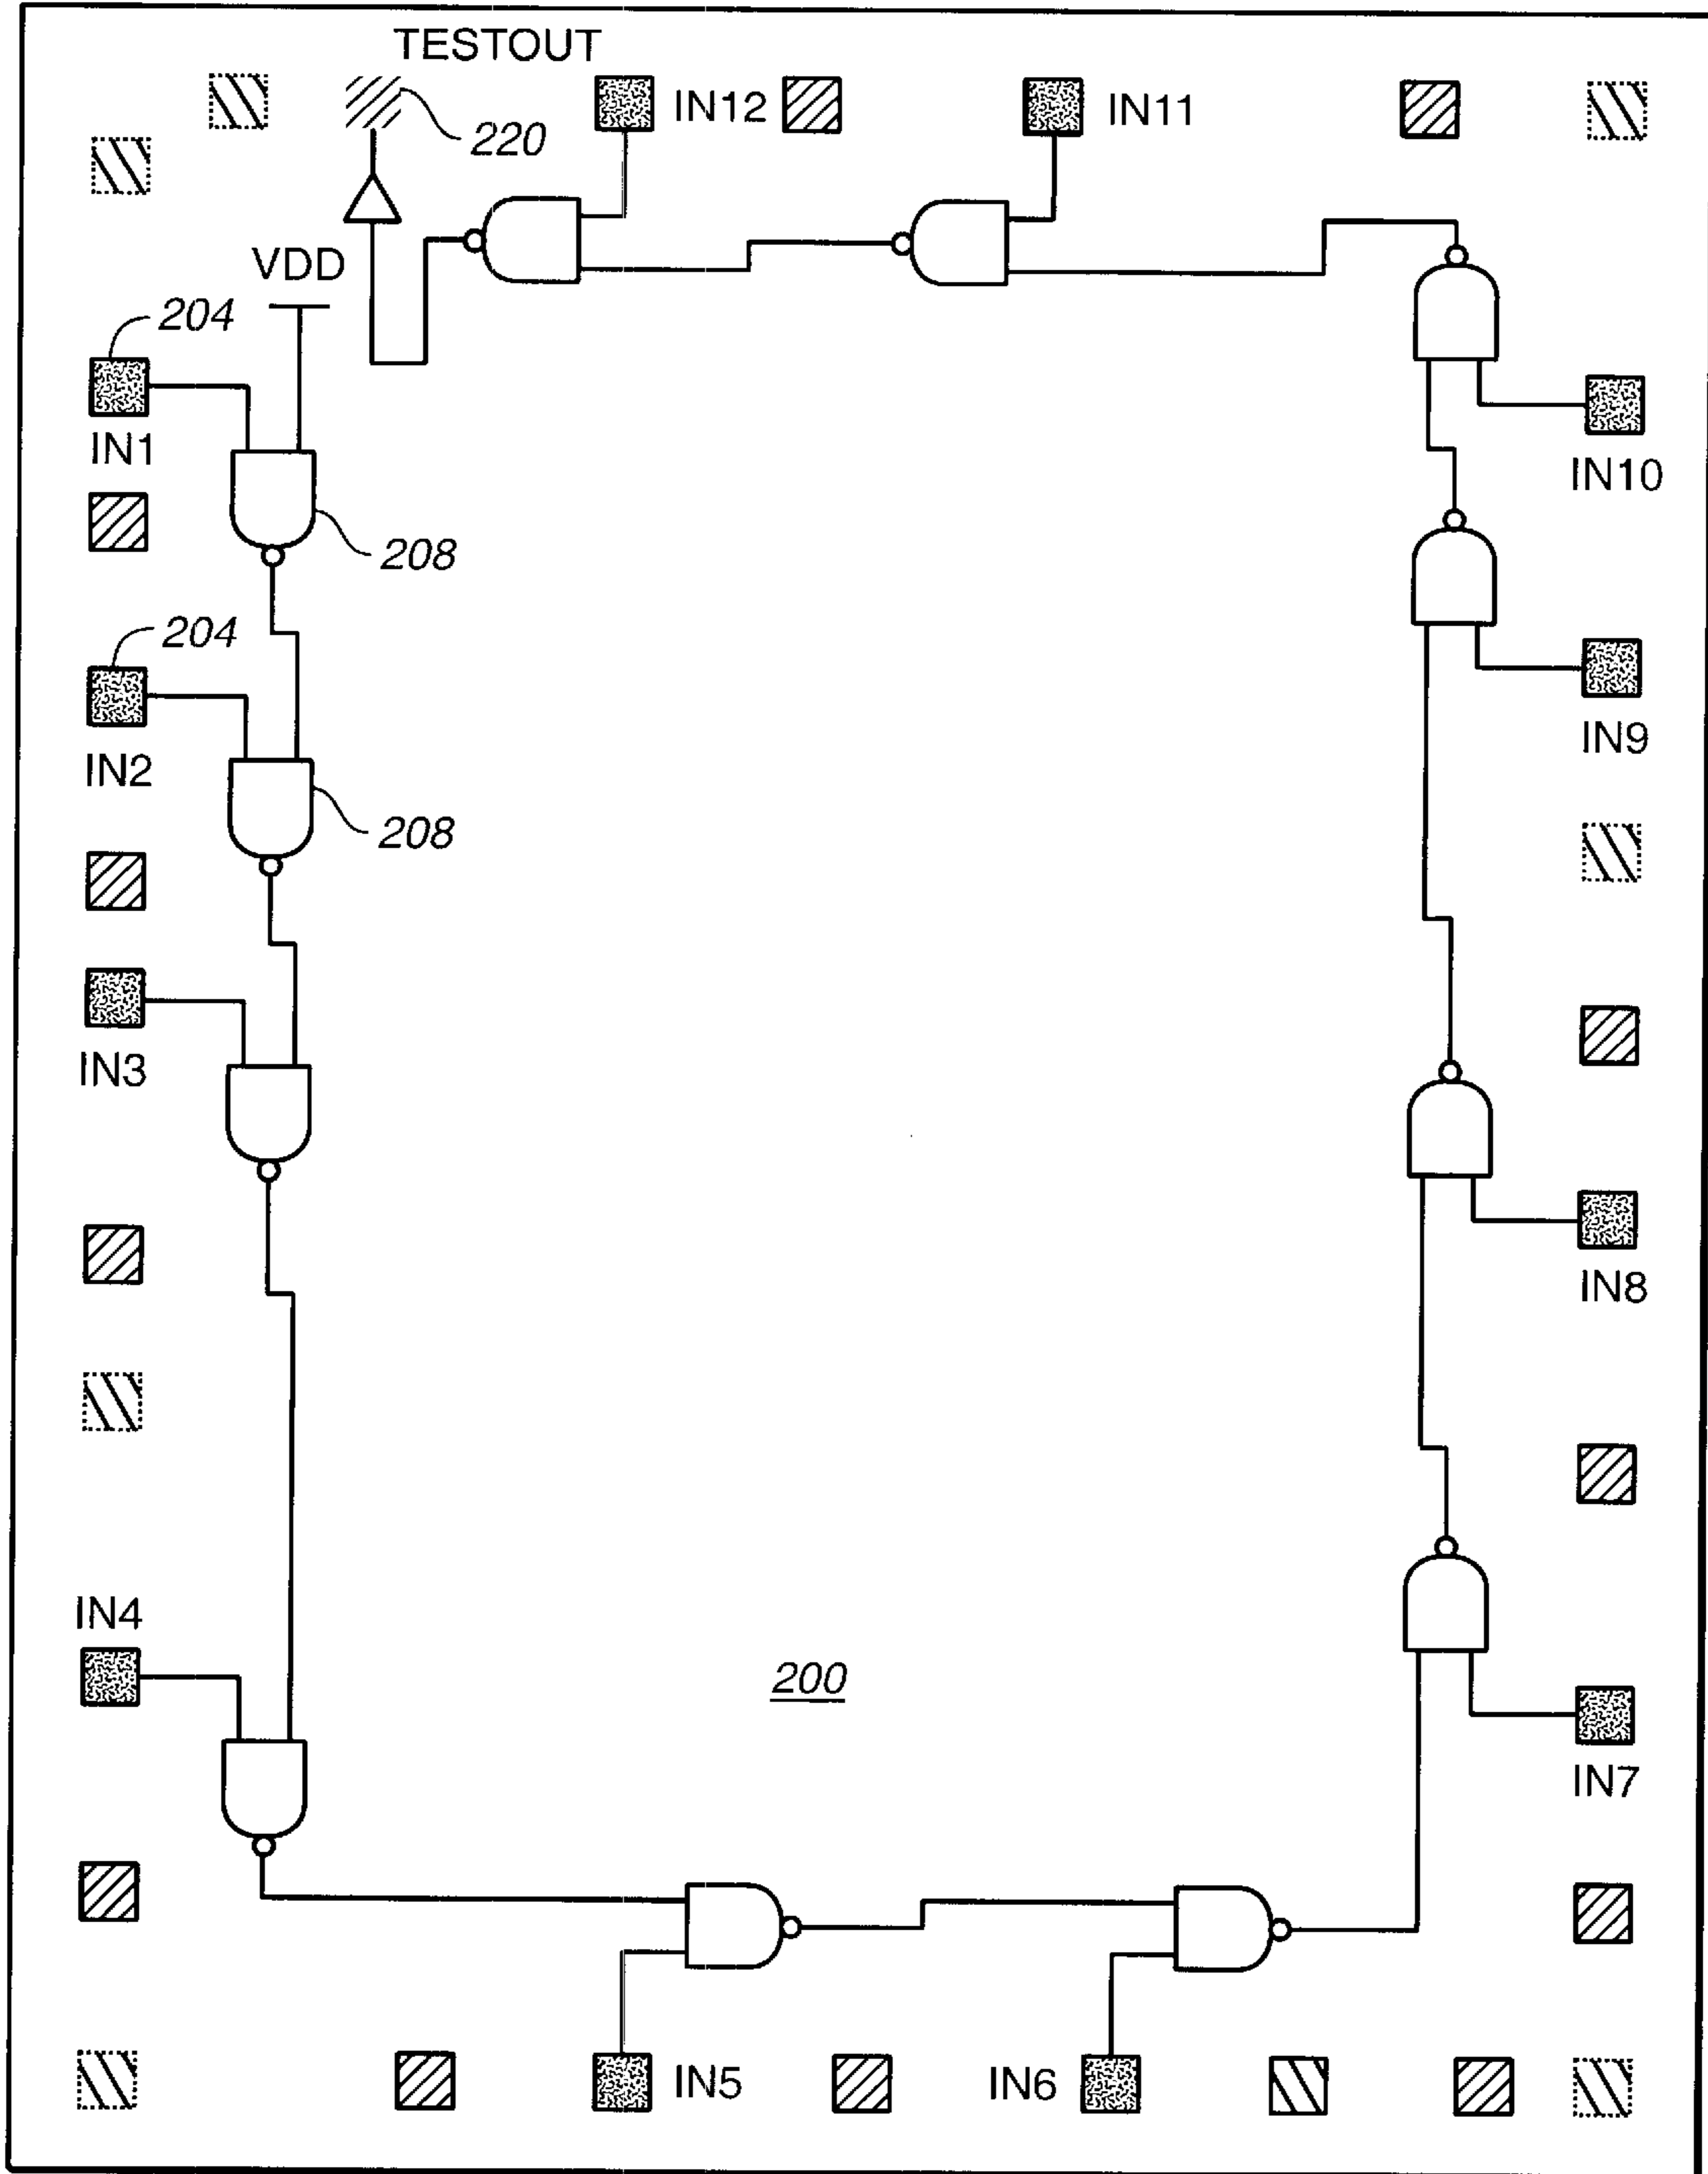 TESTOUT
IN12
IN11
220
VDD
204
IN1
IN10
208
204
IN2
IN9
208
IN3
IN8
IN4
200
IN7
IN5
IN6